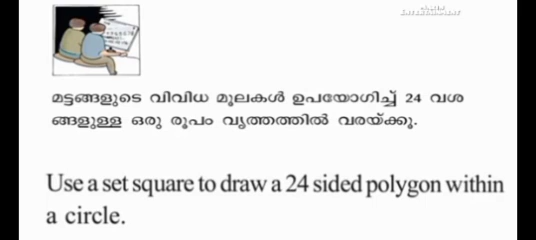 ENTERTAINMENT
മട്ടങ്ങളുടെ വിവിധ മൂലകൾ ഉപയോഗിച്ച് 24 വശ
ങ്ങളുള്ള ഒരു രൂപം വൃത്തത്തിൽ വരയ്ക്കൂ.
Use a set square to draw a 24 sided polygon within
a circle.